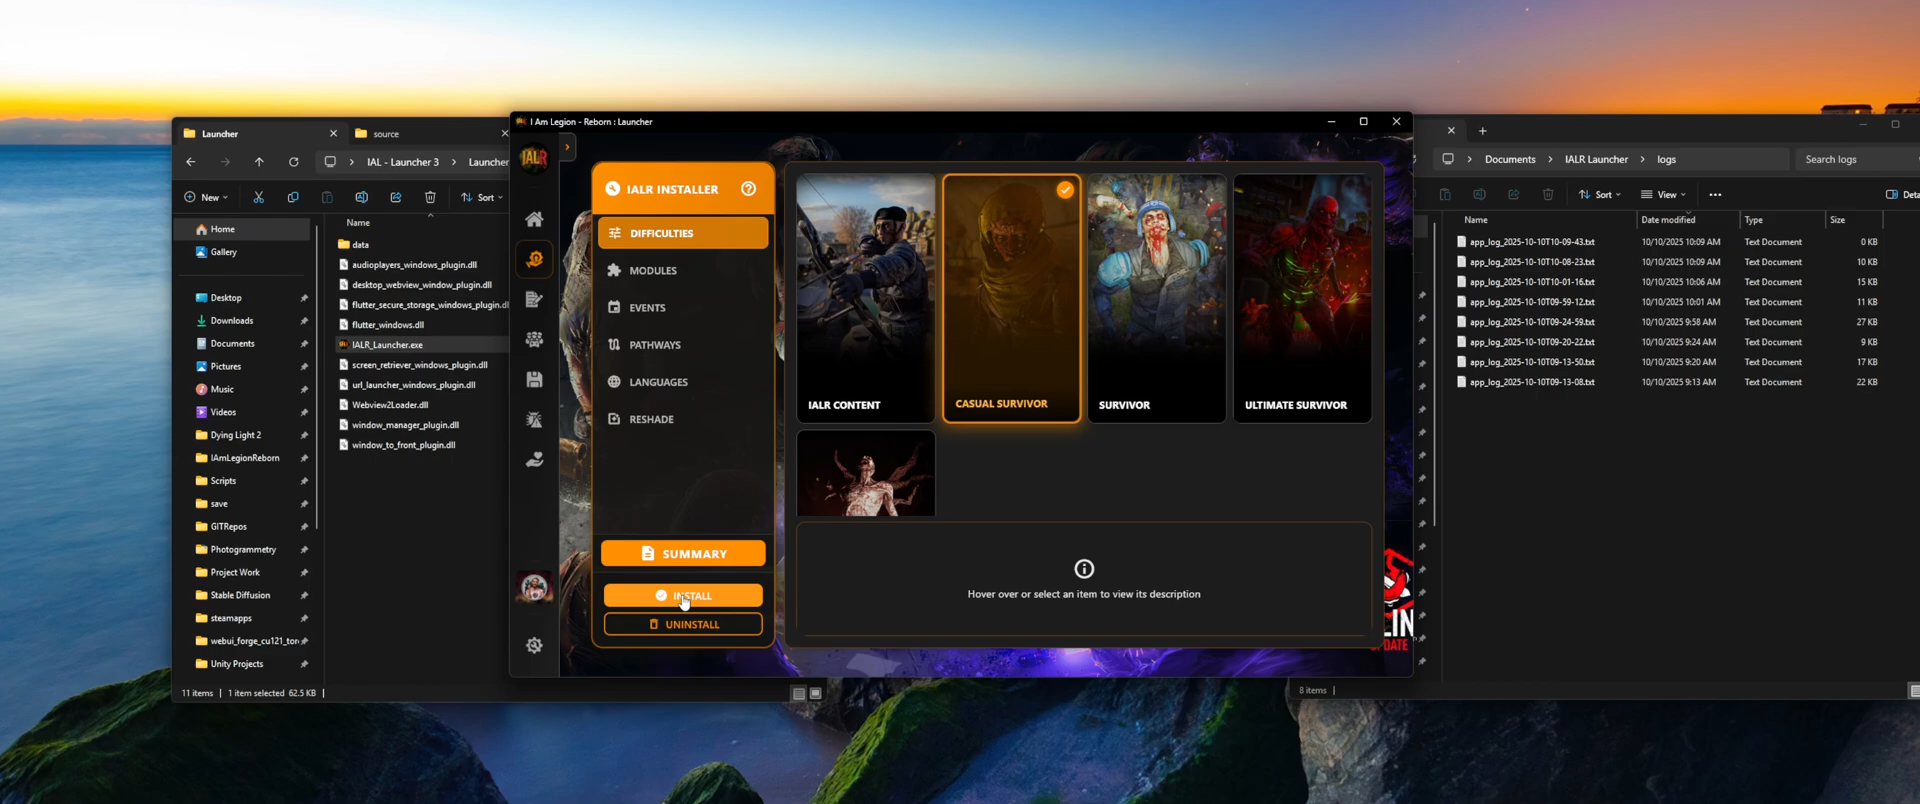 Launcher
source
IAL - Launcher 3 > Launcher
New
Sort
Home
Gallery
Desktop
Downloads
Documents
Pictures
Music
Videos
Dying Light 2
IAmLegionReborn
Scripts
save
GITRepos
Photogrammetry
Project Work
Stable Diffusion
steamapps
webui_forge_cu121_tor
Unity Projects
Name
data
audioplayers_windows_plugin.dll
desktop_webview_window_plugin.dll
flutter_secure_storage_windows_plugin.d
flutter_windows.dll
IALR_Launcher.exe
screen_retriever_windows_plugin.dll
url_launcher_windows_plugin.dll
Webview2Loader.dll
window_manager_plugin.dll
window_to_front_plugin.dll
11 items | 1 item selected 62.5 KB |
I Am Legion - Reborn : Launcher
IALR
IALR INSTALLER
DIFFICULTIES
MODULES
EVENTS
PATHWAYS
LANGUAGES
RESHADE
SUMMARY
INSTALL
UNINSTALL
IALR CONTENT
CASUAL SURVIVOR
SURVIVOR
ULTIMATE SURVIVOR
Hover over or select an item to view its description
LIN
DATE
Documents > IALR Launcher > logs
Search logs
Sort
View
Deta
Name Date modified Type Size
app_log_2025-10-10T10-09-43.txt 10/10/2025 10:09 AM Text Document 0 KB
app_log_2025-10-10T10-08-23.txt 10/10/2025 10:09 AM Text Document 10 KB
app_log_2025-10-10T10-01-16.txt 10/10/2025 10:06 AM Text Document 15 KB
app_log_2025-10-10T09-59-12.txt 10/10/2025 10:01 AM Text Document 11 KB
app_log_2025-10-10T09-24-59.txt 10/10/2025 9:58 AM Text Document 27 KB
app_log_2025-10-10T09-20-22.txt 10/10/2025 9:24 AM Text Document 9 KB
app_log_2025-10-10T09-13-50.txt 10/10/2025 9:20 AM Text Document 17 KB
app_log_2025-10-10T09-13-08.txt 10/10/2025 9:13 AM Text Document 22 KB
8 items |